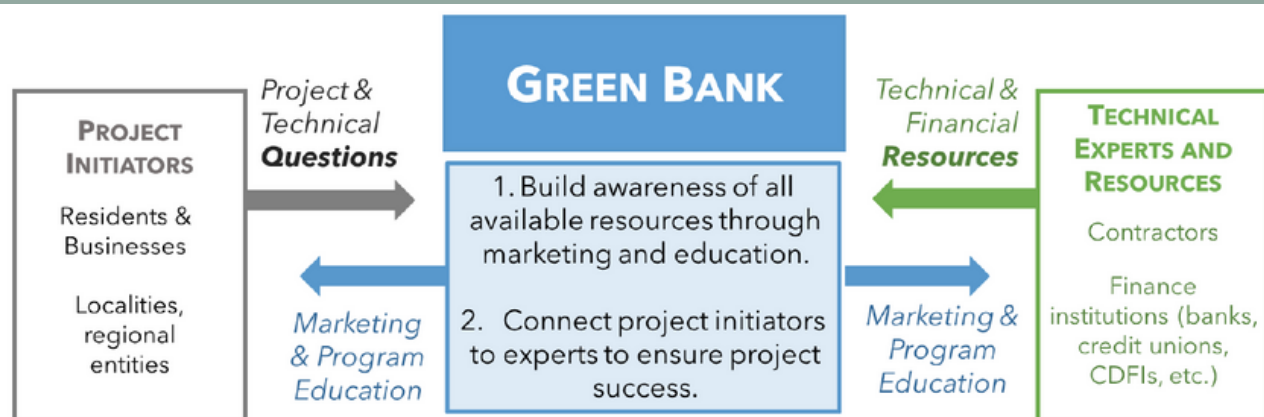 GREEN BANK
PROJECT
INITIATORS
Residents &
Businesses
Localities,
regional
entities
Project &
Technical
Questions
Marketing
& Program
Education
1. Build awareness of all
available resources through
marketing and education.
2. Connect project initiators
to experts to ensure project
success.
Technical &
Financial
Resources
Marketing &
Program
Education
TECHNICAL
EXPERTS AND
RESOURCES
Contractors
Finance
institutions (banks,
credit unions,
CDFIs, etc.)